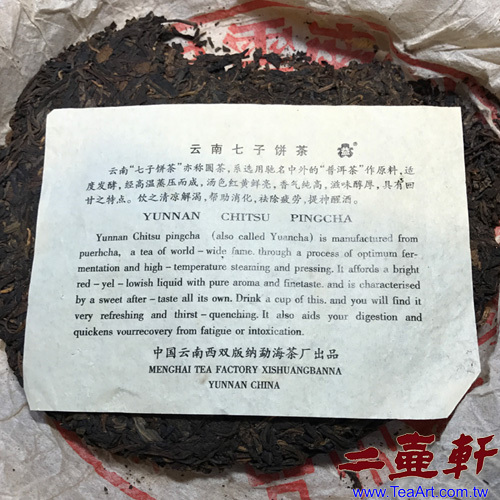 云南七子饼茶
云南“七子饼茶”亦称圆茶，系选用驰名中外的“普洱茶”作原料，适
度发酵，经高温蒸压而成，汤色红黄鲜亮，香气纯高，滋味醇厚，具有回
甘之特点。饮之清凉解渴，帮助消化，祛除疲劳，提神醒酒。
YUNNAN CHITSU PINGCHA
Yunnan Chitsu pingcha (also called Yuancha) is manufactured from
puerhcha, a tea of world-wide fame. through a process of optimum fer-
mentation and high-temperature steaming and pressing. It affords a bright
red-yel-lowish liquid with pure aroma and finetaste. and is characterised
by a sweet after-taste all its own. Drink a cup of this. and you will find it
very refreshing and thirst-quenching. It also aids your digestion and
quickens yourrecovery from fatigue or intoxication.
中国云南西双版纳勐海茶厂出品
MENGHAI TEA FACTORY XISHUANGBANNA
YUNNAN CHINA
二壺軒
www.TeaArt.com.tw